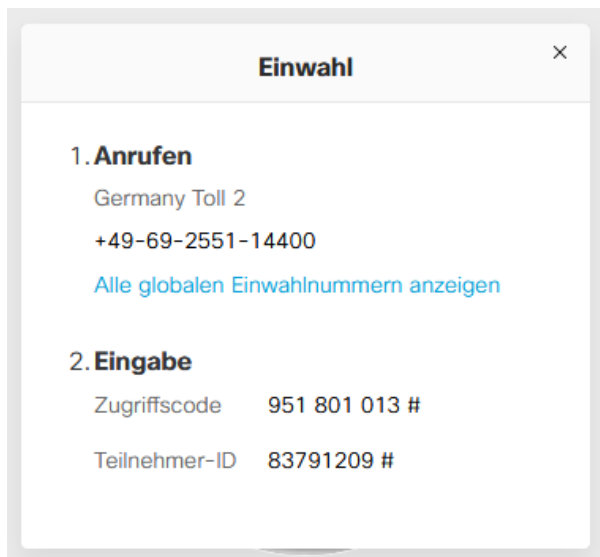 Einwahl
×
1. Anrufen
Germany Toll 2
+49-69-2551-14400
Alle globalen Einwahlnummern anzeigen
2. Eingabe
Zugriffscode 951 801 013 #
Teilnehmer-ID 83791209 #